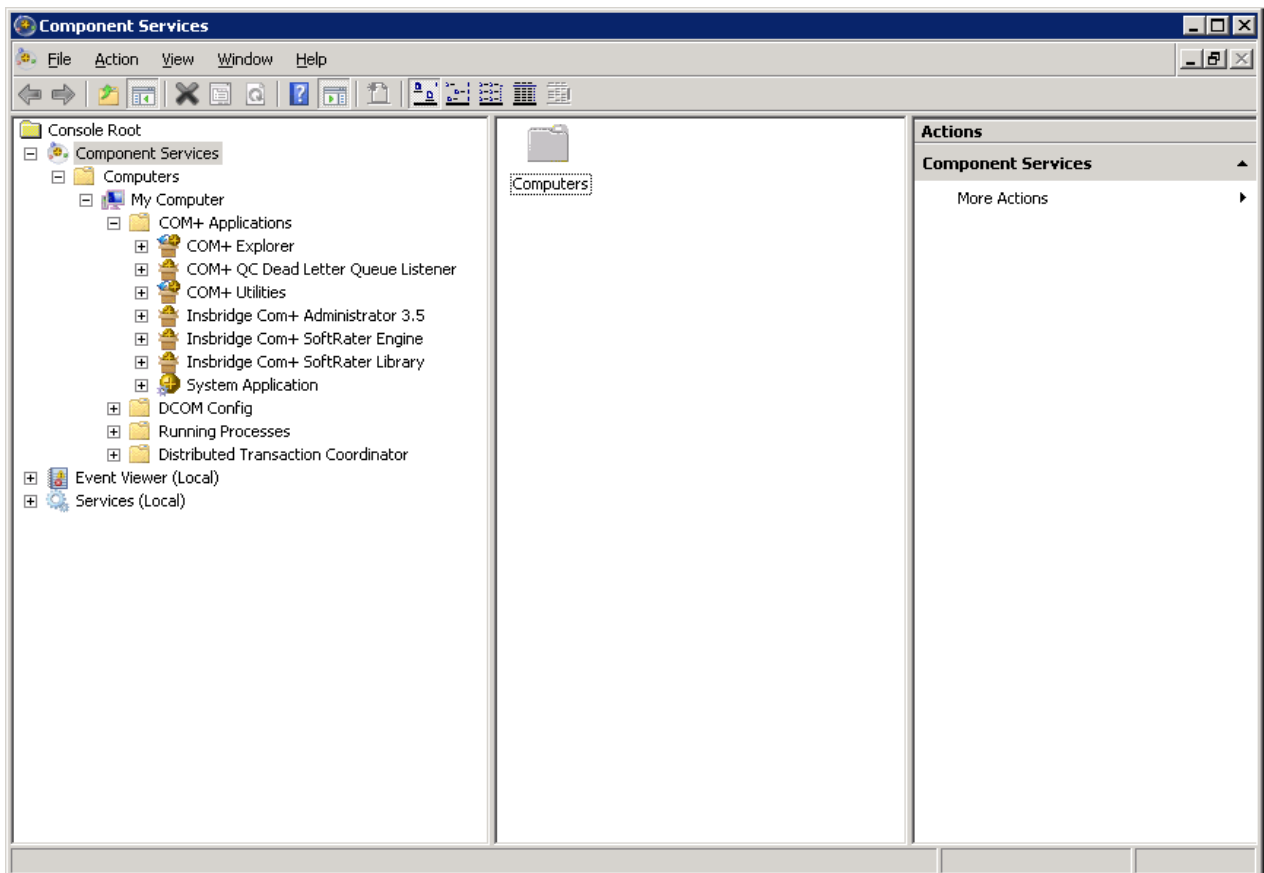 Component Services
File Action View Window Help
Console Root
Component Services
Computers
My Computer
COM+ Applications
COM+ Explorer
COM+ QC Dead Letter Queue Listener
COM+ Utilities
Insbridge Com+ Administrator 3.5
Insbridge Com+ SoftRater Engine
Insbridge Com+ SoftRater Library
System Application
DCOM Config
Running Processes
Distributed Transaction Coordinator
Event Viewer (Local)
Services (Local)
Computers
Actions
Component Services
More Actions